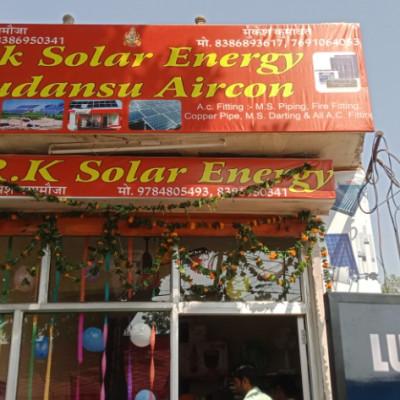 8386950341
मुकेश कुमावत
मो. 8386893617, 7691064053
k Solar Energy
udansu Aircon
A.c. Fitting :- M.S. Piping, Fire Fitting,
Copper Pipe, M.S. Darting & All A.C. Fitting
R.K Solar Energy
मो. 9784805493, 8386950341
LU